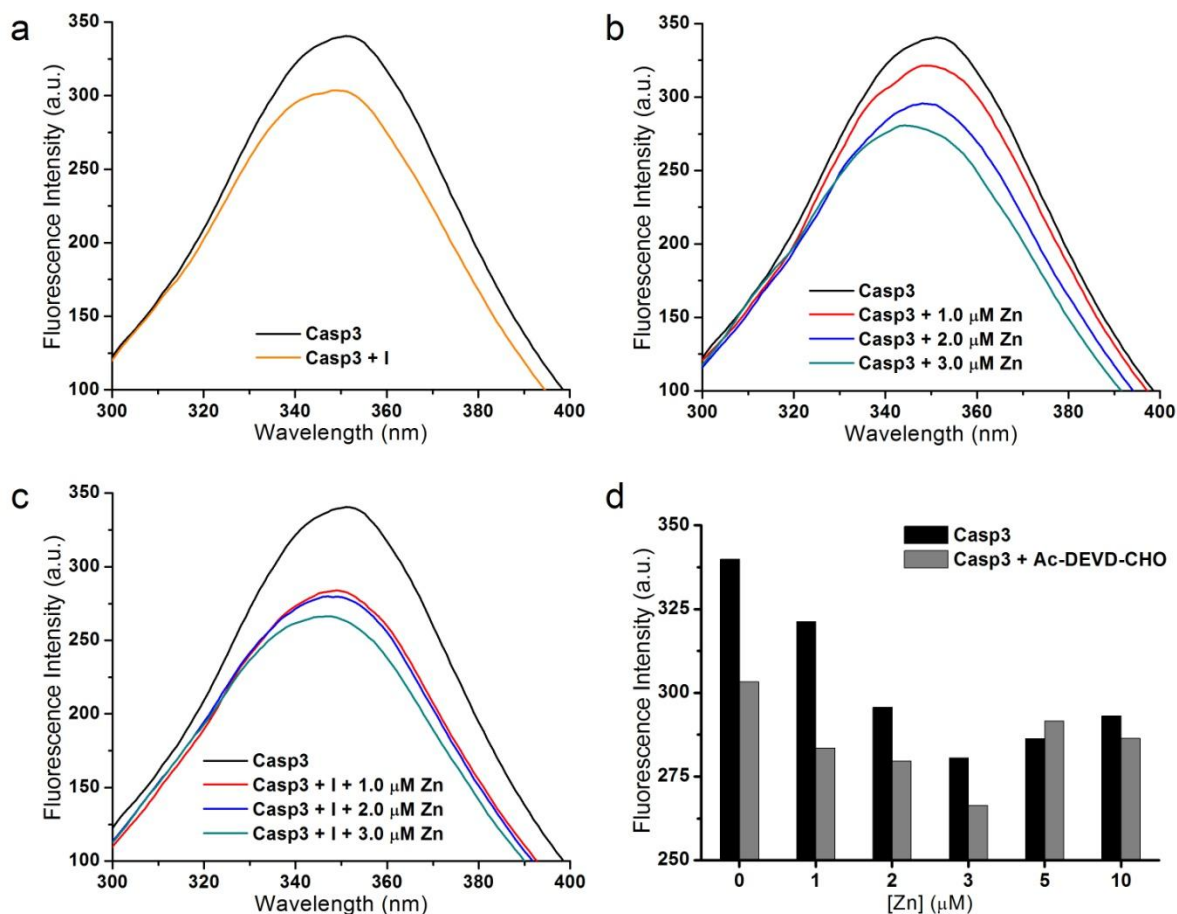 a
Fluorescence Intensity (a.u.)
350
300
250
200
150
100
Casp3
Casp3 + I
300 320 340 360 380 400
Wavelength (nm)
b
Fluorescence Intensity (a.u.)
350
300
250
200
150
100
Casp3
Casp3 + 1.0 μM Zn
Casp3 + 2.0 μM Zn
Casp3 + 3.0 μM Zn
300 320 340 360 380 400
Wavelength (nm)
c
Fluorescence Intensity (a.u.)
350
300
250
200
150
100
Casp3
Casp3 + I + 1.0 μM Zn
Casp3 + I + 2.0 μM Zn
Casp3 + I + 3.0 μM Zn
300 320 340 360 380 400
Wavelength (nm)
d
Fluorescence Intensity (a.u.)
350
325
300
275
250
Casp3
Casp3 + Ac-DEVD-CHO
0 1 2 3 5 10
[Zn] (μM)